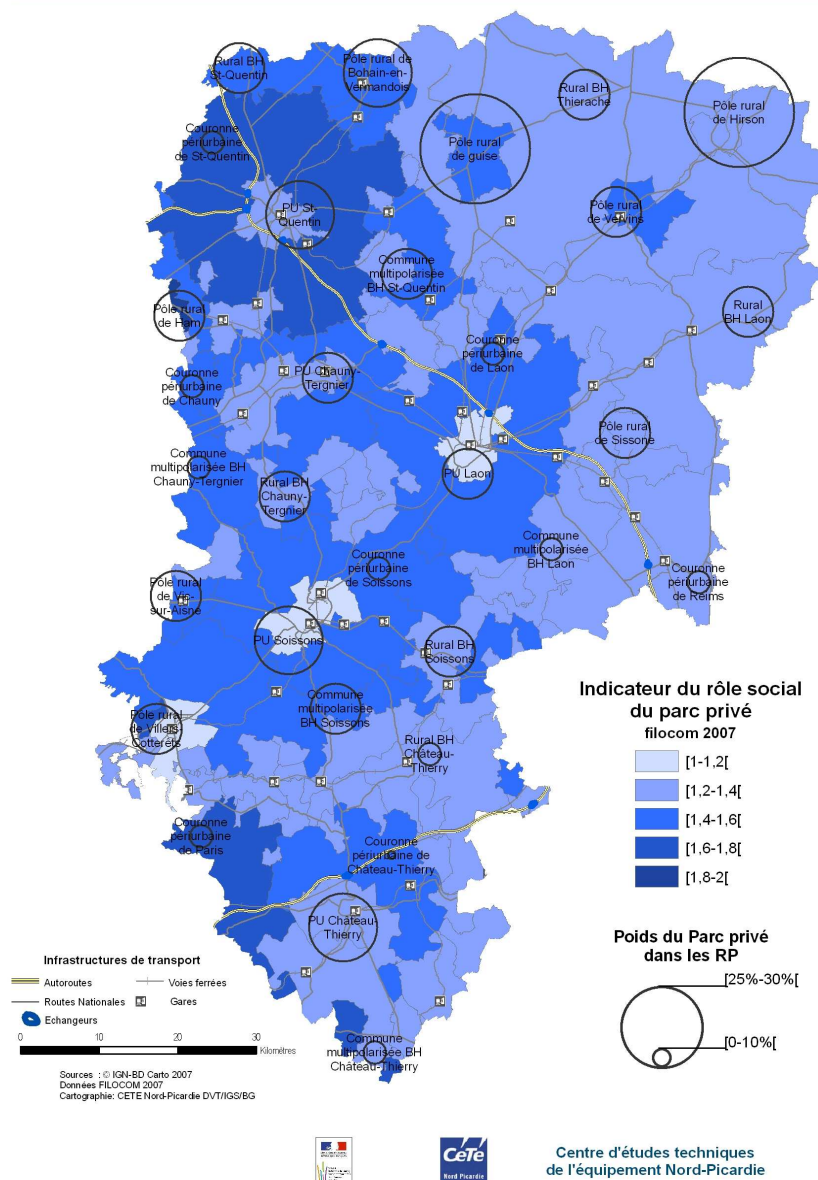 Rural BH
St-Quentin
Pôle rural de
Bohain-en-
Vermandois
Rural BH
Thierache
Pôle rural
de Hirson
Couronne
périurbaine
de St-Quentin
Pôle rural
de guise
PU St-
Quentin
Pôle rural
de Vervins
Commune
multipolarisée
BH St-Quentin
Pôle rural
de Ham
Rural
BH Laon
Couronne
périurbaine
de Laon
Couronne
périurbaine
de Chauny
PU Chauny-
Tergnier
Pôle rural
de Sissone
Commune
multipolarisée BH
Chauny-Tergnier
Rural BH
Chauny-
Tergnier
PU Laon
Commune
multipolarisée
BH Laon
Couronne
périurbaine
de Soissons
Couronne
périurbaine
de Reims
Pôle rural
de Vic-
sur-Aisne
PU Soissons
Rural BH
Soissons
Commune
multipolarisée
BH Soissons
Pôle rural
de Villers-
Cotterêts
Rural BH
Château-
Thierry
Couronne
périurbaine
de Paris
Couronne
périurbaine de
Château-Thierry
PU Château-
Thierry
Commune
multipolarisée BH
Château-Thierry
Indicateur du rôle social
du parc privé
filocom 2007
[1-1,2[
[1,2-1,4[
[1,4-1,6[
[1,6-1,8[
[1,8-2[
Poids du Parc privé
dans les RP
[25%-30%[
[0-10%[
Infrastructures de transport
Autoroutes
Voies ferrées
Routes Nationales
Gares
Echangeurs
0 10 20 30
Kilomètres
Sources : © IGN-BD Carto 2007
Données FILOCOM 2007
Cartographie: CETE Nord-Picardie DVT/IGS/BG
CeTe
Nord Picardie
Centre d'études techniques
de l'équipement Nord-Picardie